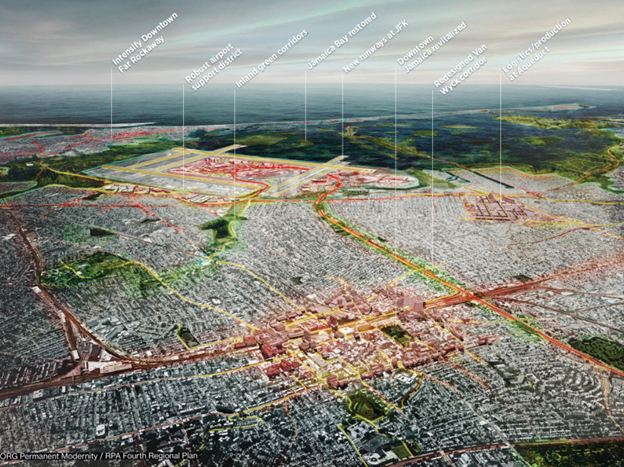 Intensify Downtown
Far Rockaway
Robust airport
support district
Inland green corridors
Jamaica Bay restored
New runways at JFK
Downtown
Jamaica revitalized
Redesigned Van
Wyck Corridor
Logistics/production
at Aqueduct
ORG Permanent Modernity / RPA Fourth Regional Plan